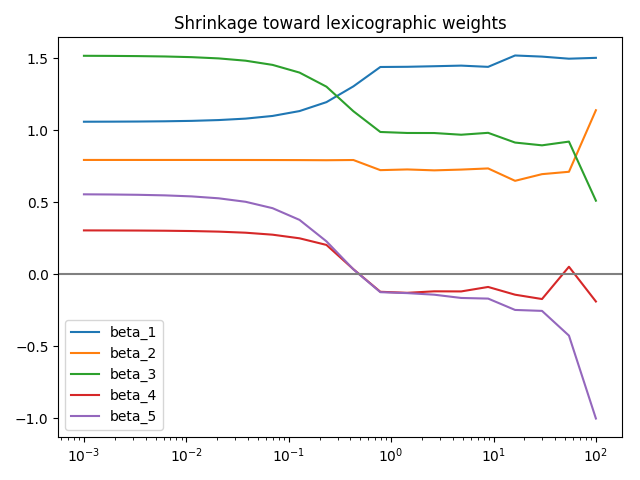 Shrinkage toward lexicographic weights
1.5
1.0
0.5
0.0
−0.5
−1.0
beta_1
beta_2
beta_3
beta_4
beta_5
10⁻³ 10⁻² 10⁻¹ 10⁰ 10¹ 10²